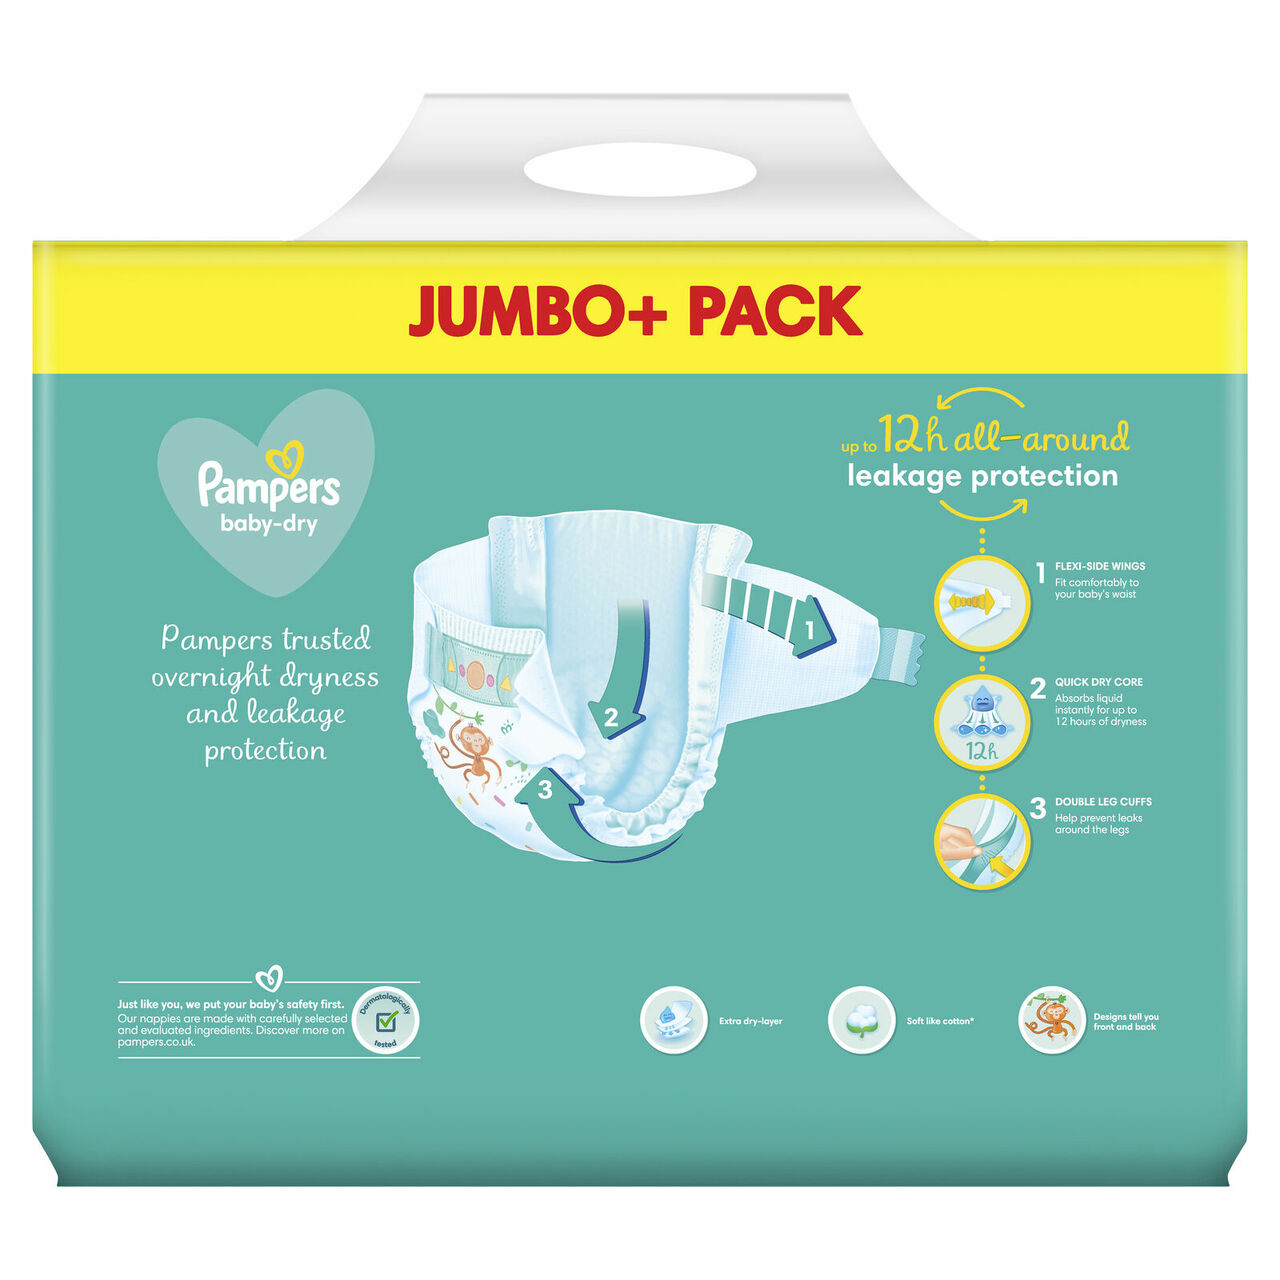 JUMBO+ PACK
Pampers
baby-dry
Pampers trusted
overnight dryness
and leakage
protection
up to 12h all-around
leakage protection
1 FLEXI-SIDE WINGS
Fit comfortably to
your baby's waist
2 QUICK DRY CORE
Absorbs liquid
instantly for up to
12 hours of dryness
12h
3 DOUBLE LEG CUFFS
Help prevent leaks
around the legs
1
2
3
Just like you, we put your baby's safety first.
Our nappies are made with carefully selected
and evaluated ingredients. Discover more on
pampers.co.uk.
Dermatologically
tested
Extra dry-layer
Soft like cotton*
Designs tell you
front and back